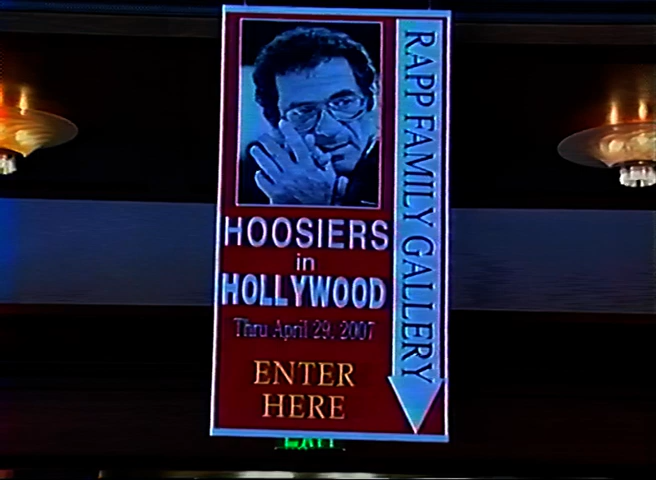 HOOSIERS
in
HOLLYWOOD
Thru April 29, 2007
ENTER
HERE
RAPP FAMILY GALLERY
EXIT